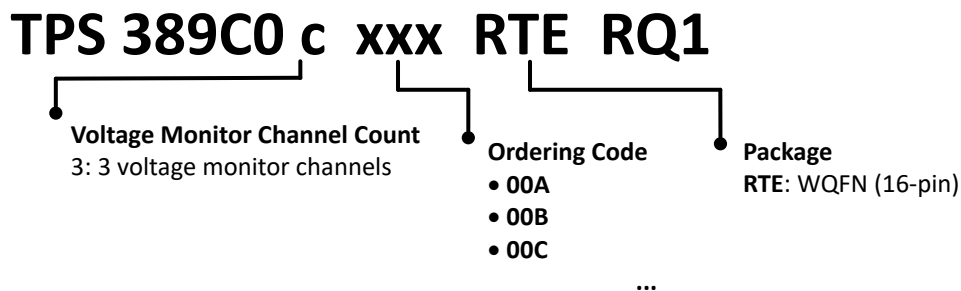 TPS 389C0 c xxx RTE RQ1
Voltage Monitor Channel Count
3: 3 voltage monitor channels
Ordering Code
• 00A
• 00B
• 00C
...
Package
RTE: WQFN (16-pin)